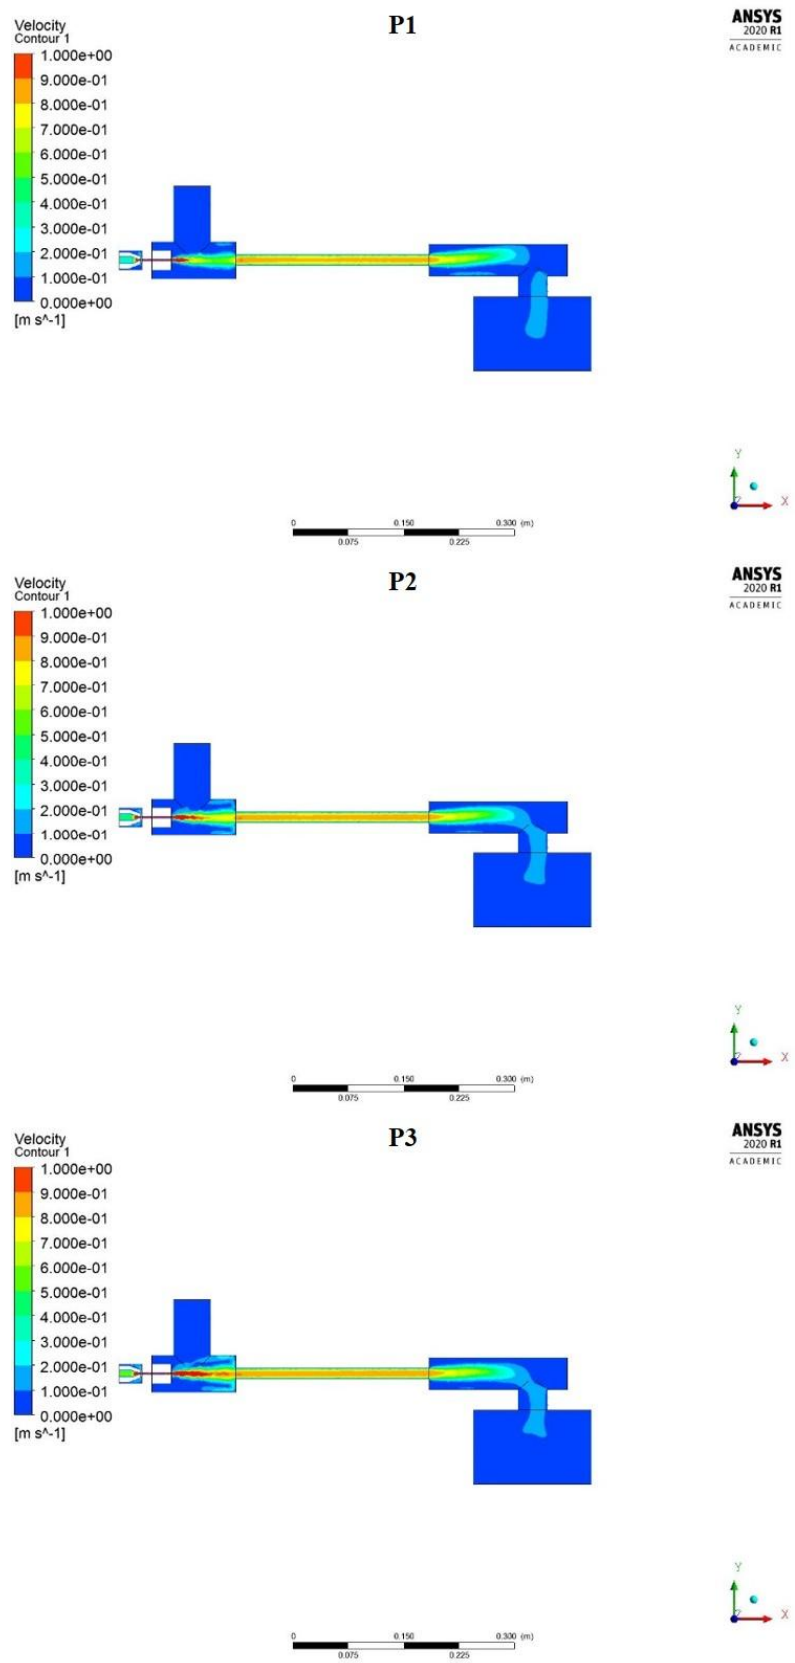 P1
Velocity
Contour 1
1.000e+00
9.000e-01
8.000e-01
7.000e-01
6.000e-01
5.000e-01
4.000e-01
3.000e-01
2.000e-01
1.000e-01
0.000e+00
[m s^-1]
ANSYS
2020 R1
ACADEMIC
Y
Z
X
0 0.150 0.300 (m)
0.075 0.225
P2
Velocity
Contour 1
1.000e+00
9.000e-01
8.000e-01
7.000e-01
6.000e-01
5.000e-01
4.000e-01
3.000e-01
2.000e-01
1.000e-01
0.000e+00
[m s^-1]
ANSYS
2020 R1
ACADEMIC
Y
Z
X
0 0.150 0.300 (m)
0.075 0.225
P3
Velocity
Contour 1
1.000e+00
9.000e-01
8.000e-01
7.000e-01
6.000e-01
5.000e-01
4.000e-01
3.000e-01
2.000e-01
1.000e-01
0.000e+00
[m s^-1]
ANSYS
2020 R1
ACADEMIC
Y
Z
X
0 0.150 0.300 (m)
0.075 0.225